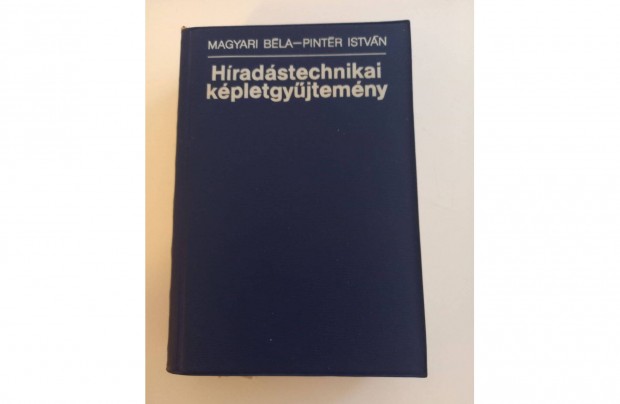 MAGYARI BÉLA—PINTÉR ISTVÁN
Híradástechnikai
képletgyűjtemény